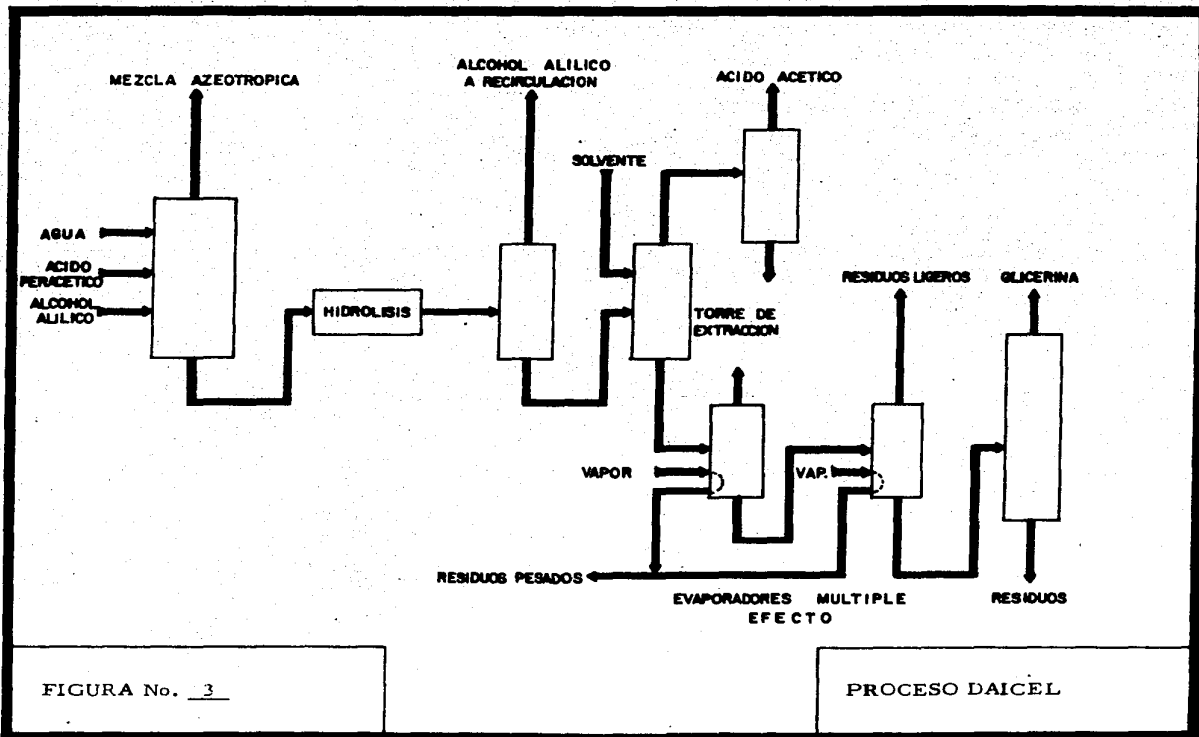 MEZCLA AZEOTROPICA
ALCOHOL ALILICO
A RECIRCULACION
ACIDO ACETICO
SOLVENTE
AGUA
ACIDO
PERACETICO
ALCOHOL
ALILICO
HIDROLISIS
TORRE DE
EXTRACCION
RESIDUOS LIGEROS
GLICERINA
VAPOR
VAP.
RESIDUOS PESADOS
EVAPORADORES MULTIPLE
EFECTO
RESIDUOS
FIGURA No. 3
PROCESO DAICEL